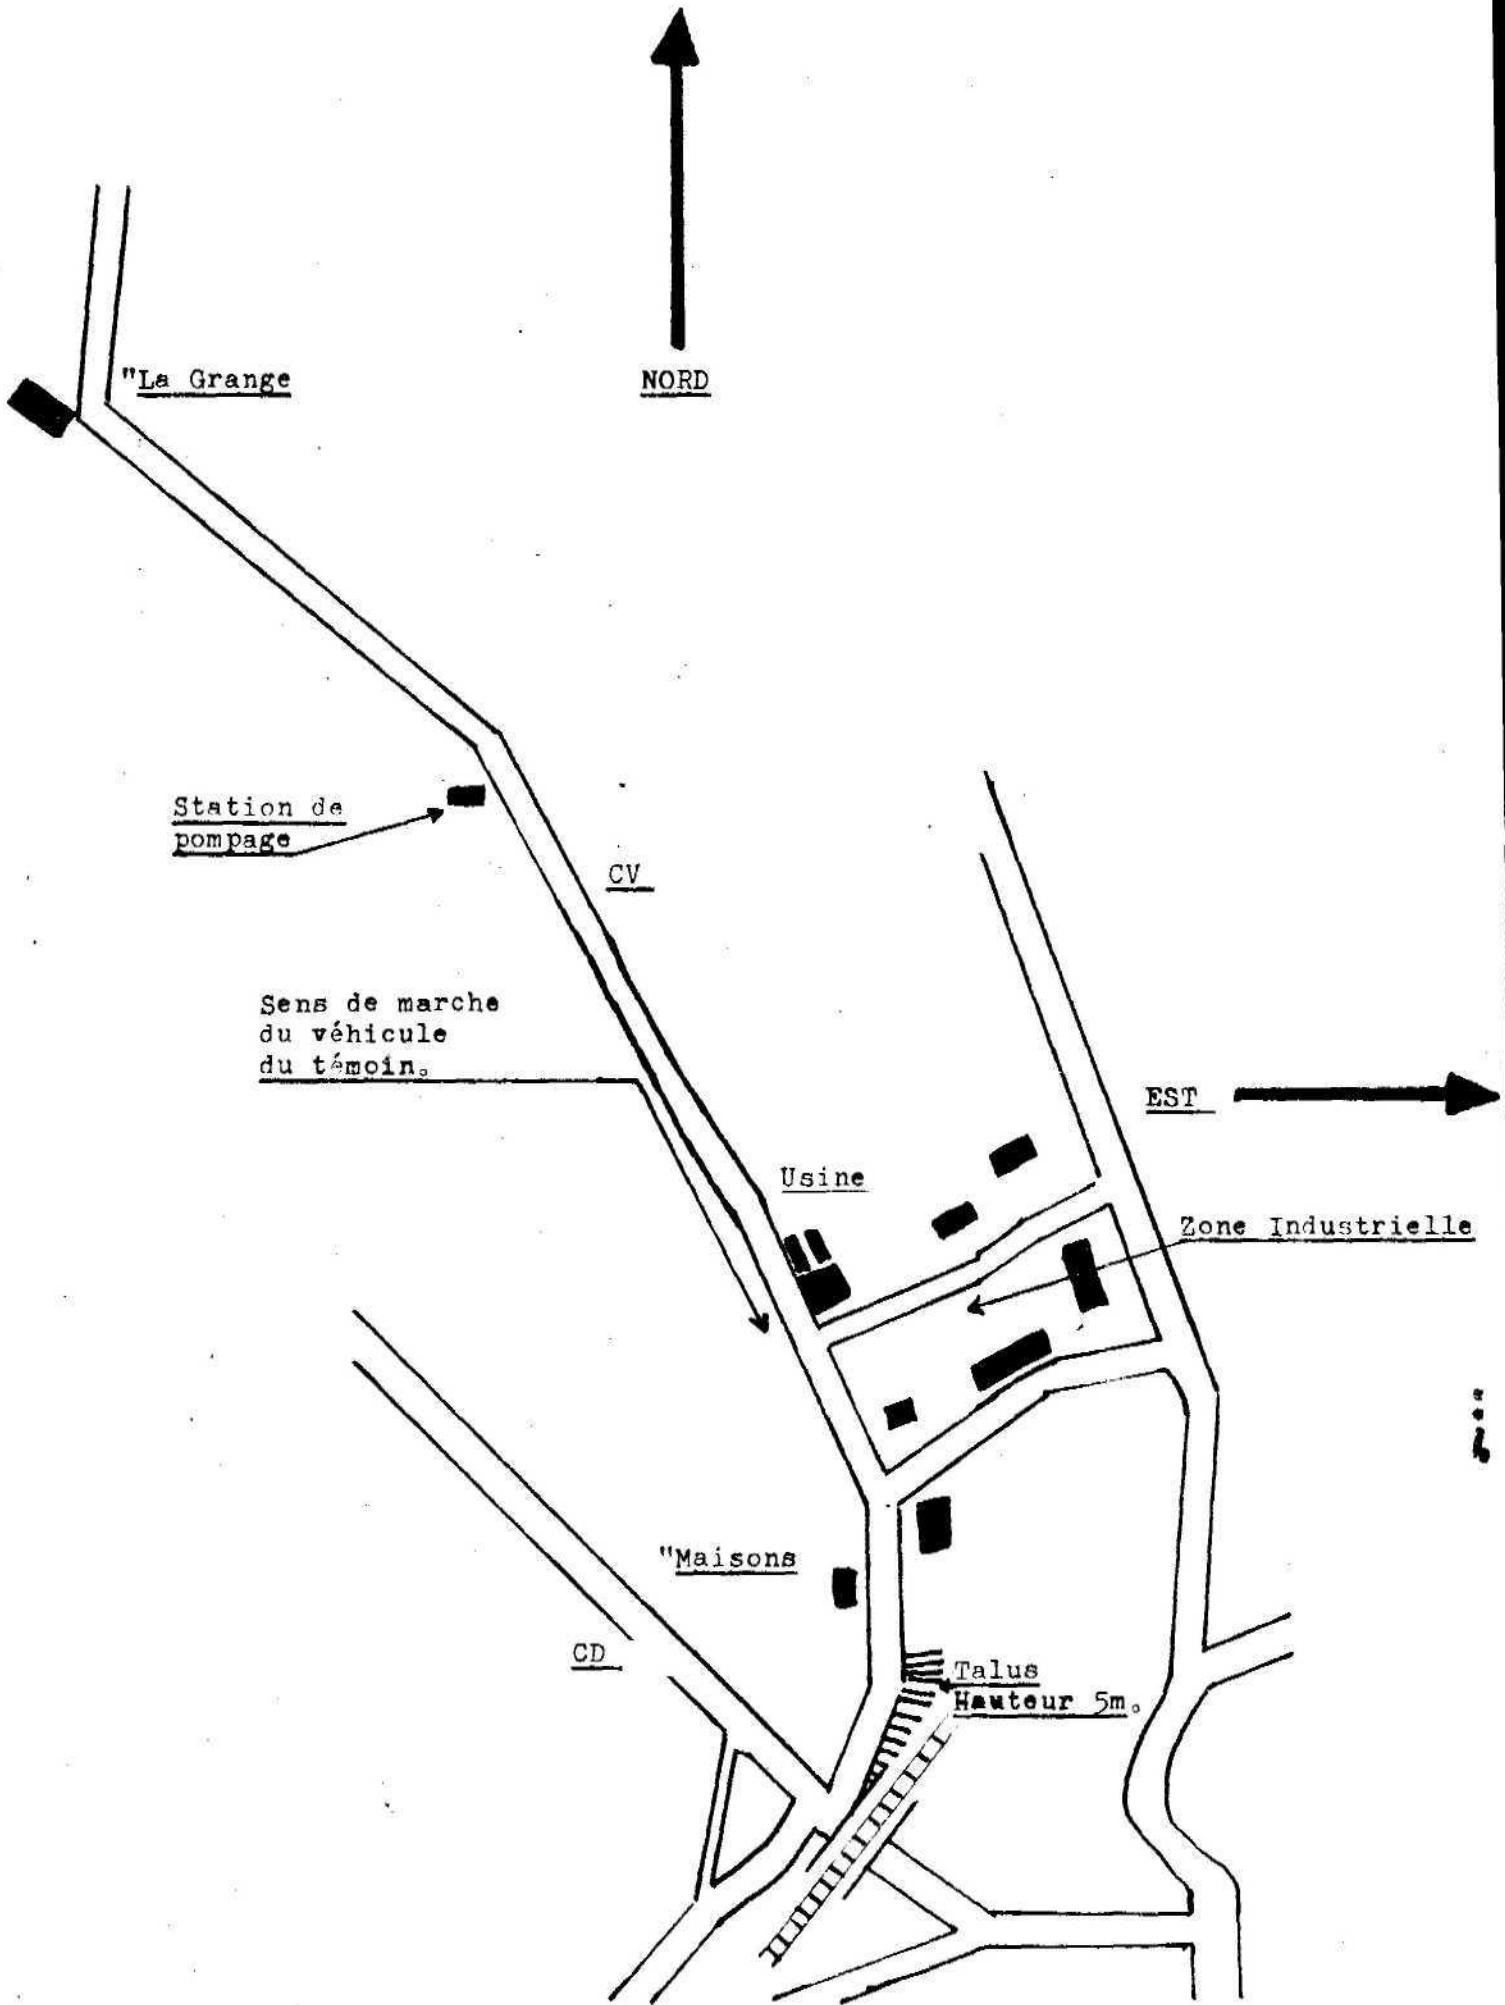 "La Grange
NORD
Station de
pompage
CV
Sens de marche
du véhicule
du témoin.
EST
Usine
Zone Industrielle
"Maisons
CD
Talus
Hauteur 5m.